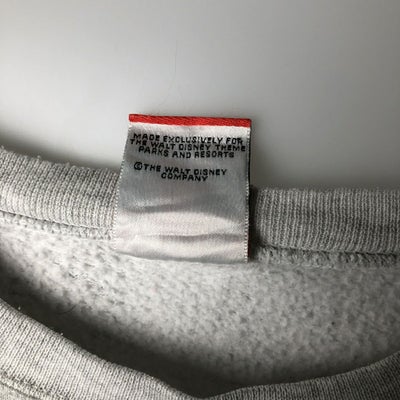 MADE EXCLUSIVELY FOR
THE WALT DISNEY THEME
PARKS AND RESORTS
© THE WALT DISNEY
COMPANY